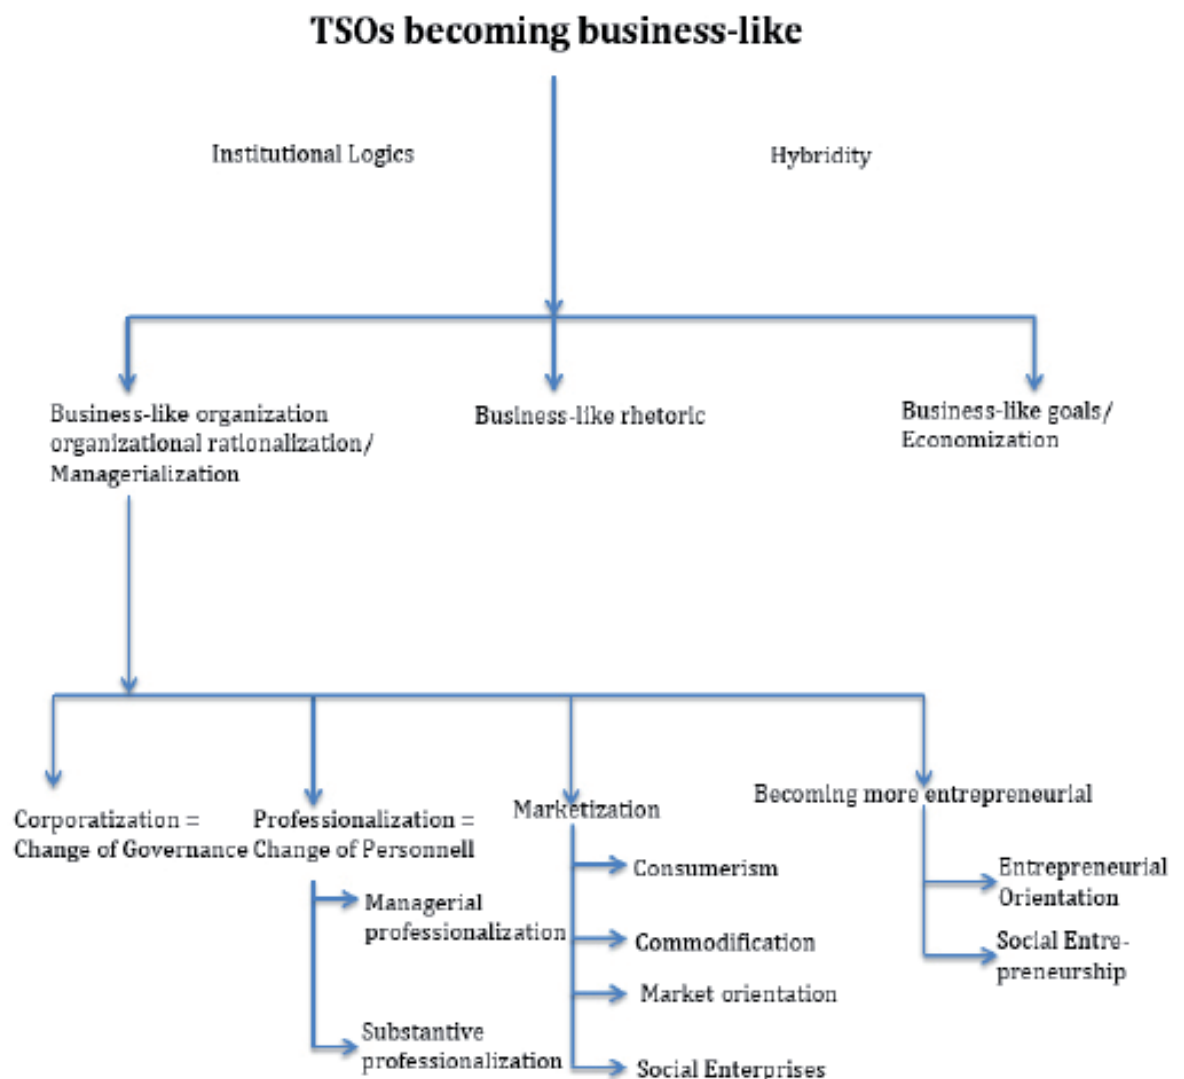 TSOs becoming business-like
Institutional Logics
Hybridity
Business-like organization
organizational rationalization/
Managerialization
Business-like rhetoric
Business-like goals/
Economization
Corporatization =
Change of Governance
Professionalization =
Change of Personnell
Managerial
professionalization
Substantive
professionalization
Marketization
Consumerism
Commodification
Market orientation
Social Enterprises
Becoming more entrepreneurial
Entrepreneurial
Orientation
Social Entre-
preneurship